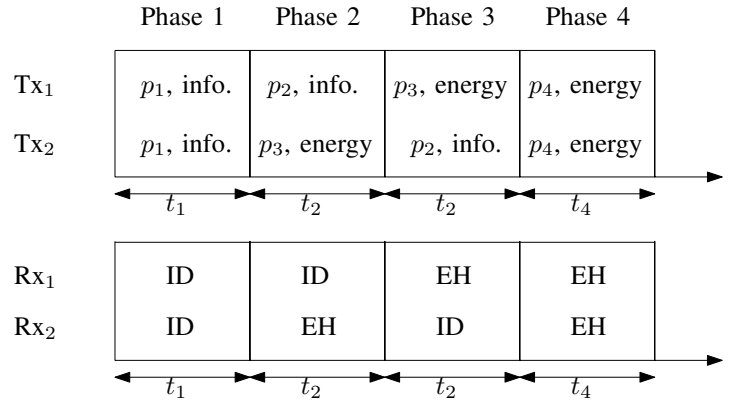 Phase 1 Phase 2 Phase 3 Phase 4
Tx₁ p₁, info. p₂, info. p₃, energy p₄, energy
Tx₂ p₁, info. p₃, energy p₂, info. p₄, energy
t₁ t₂ t₂ t₄
Rx₁ ID ID EH EH
Rx₂ ID EH ID EH
t₁ t₂ t₂ t₄